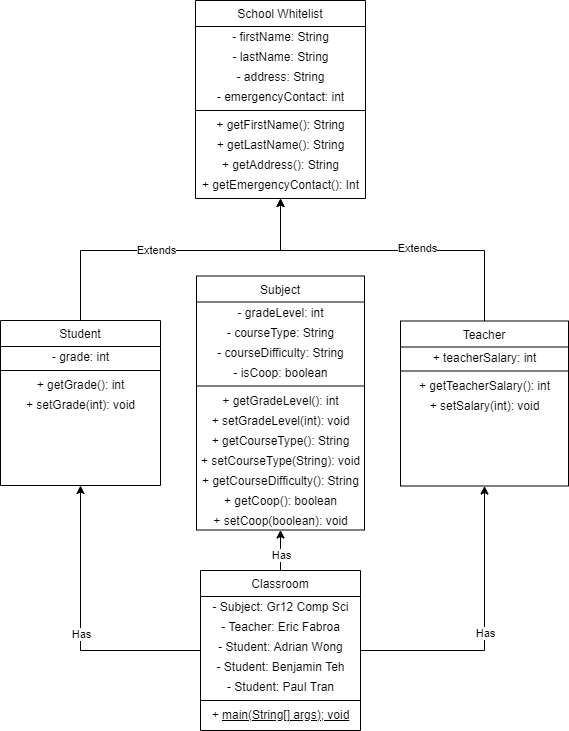 School Whitelist
- firstName: String
- lastName: String
- address: String
- emergencyContact: int
+ getFirstName(): String
+ getLastName(): String
+ getAddress(): String
+ getEmergencyContact(): Int
Extends
Extends
Student
- grade: int
+ getGrade(): int
+ setGrade(int): void
Subject
- gradeLevel: int
- courseType: String
- courseDifficulty: String
- isCoop: boolean
+ getGradeLevel(): int
+ setGradeLevel(int): void
+ getCourseType(): String
+ setCourseType(String): void
+ getCourseDifficulty(): String
+ getCoop(): boolean
+ setCoop(boolean): void
Teacher
+ teacherSalary: int
+ getTeacherSalary(): int
+ setSalary(int): void
Has
Has
Has
Classroom
- Subject: Gr12 Comp Sci
- Teacher: Eric Fabroa
- Student: Adrian Wong
- Student: Benjamin Teh
- Student: Paul Tran
+ main(String[] args); void